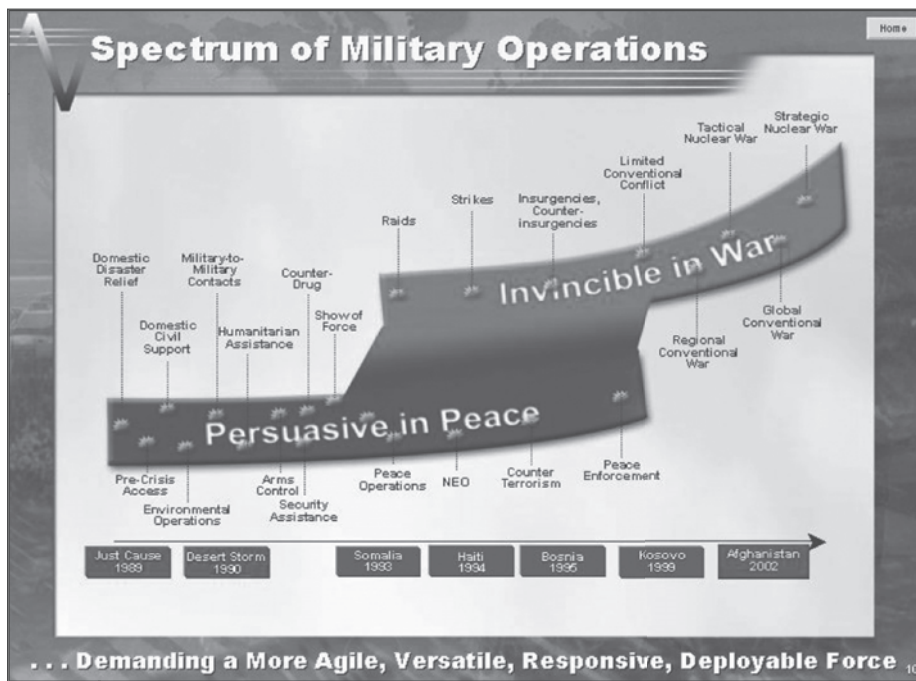 Spectrum of Military Operations
Home
Strategic
Nuclear War
Tactical
Nuclear War
Limited
Conventional
Conflict
Insurgencies,
Counter-
insurgencies
Strikes
Raids
Domestic
Disaster
Relief
Military-to-
Military
Contacts
Counter-
Drug
Show of
Force
Domestic
Civil
Support
Humanitarian
Assistance
Invincible in War
Global
Conventional
War
Regional
Conventional
War
Persuasive in Peace
Pre-Crisis
Access
Environmental
Operations
Arms
Control
Security
Assistance
Peace
Operations
NEO
Counter
Terrorism
Peace
Enforcement
Just Cause
1989
Desert Storm
1990
Somalia
1993
Haiti
1994
Bosnia
1995
Kosovo
1999
Afghanistan
2002
. . . Demanding a More Agile, Versatile, Responsive, Deployable Force
10